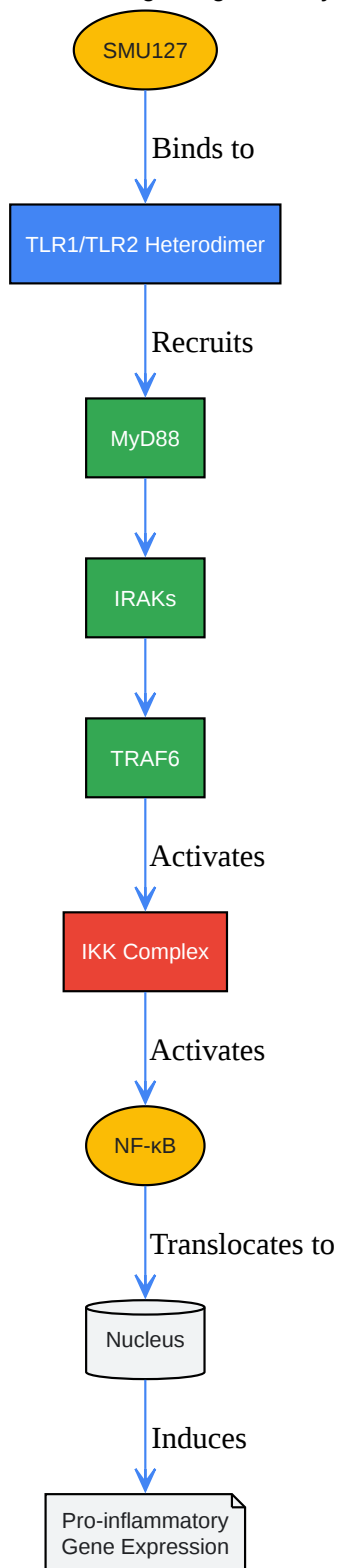 SMU127
Binds to
TLR1/TLR2 Heterodimer
Recruits
MyD88
IRAKs
TRAF6
Activates
IKK Complex
Activates
NF-κB
Translocates to
Nucleus
Induces
Pro-inflammatory
Gene Expression